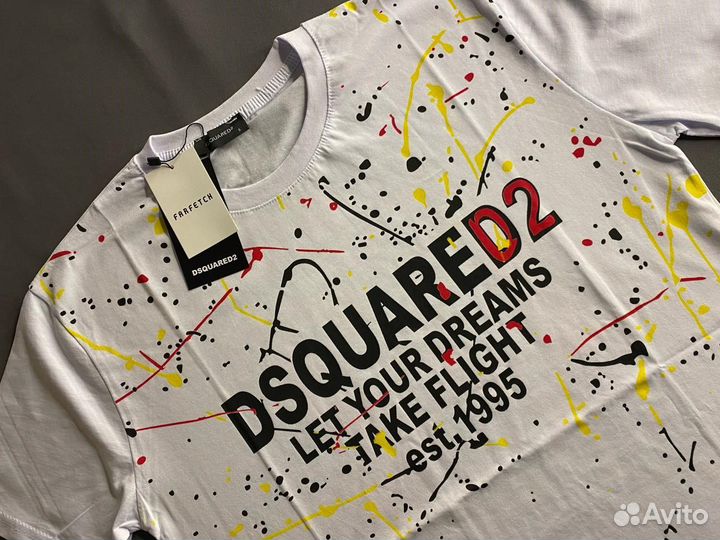 DSQUARED2
L
FARFETCH
DSQUARED2
DSQUARED2
LET YOUR DREAMS
TAKE FLIGHT
est.1995
Avito